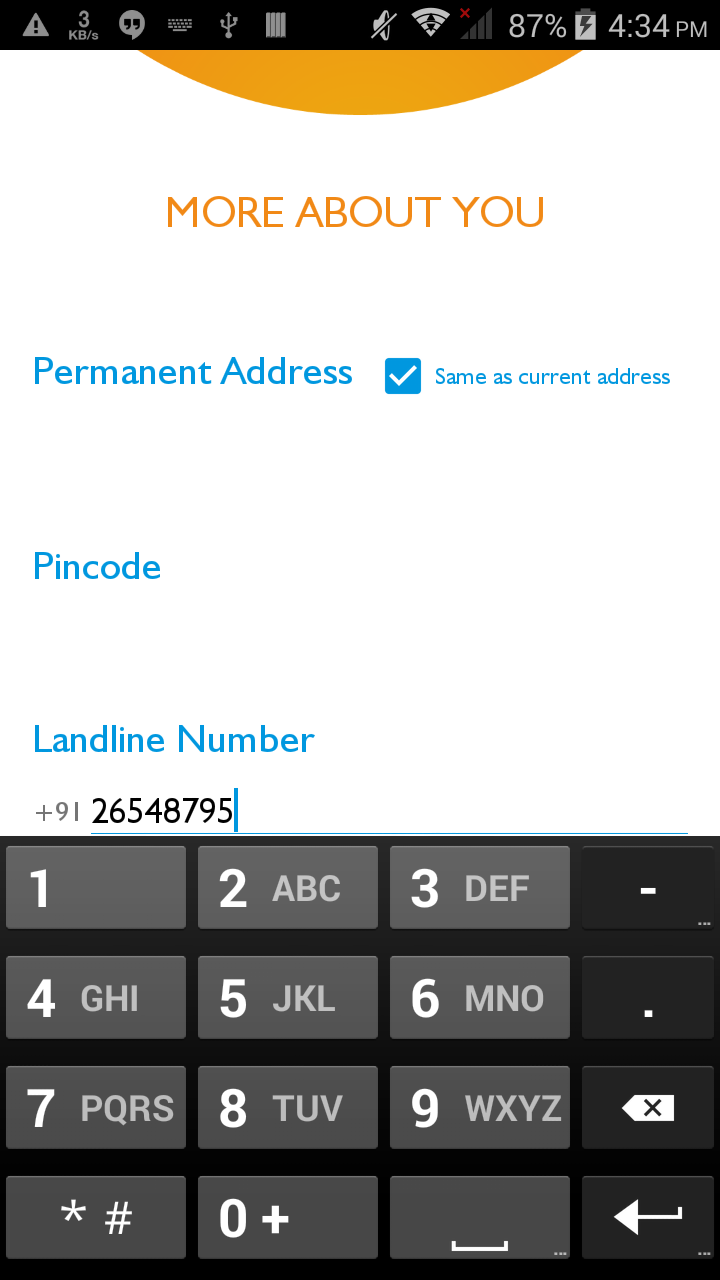 3 KB/s 87% 4:34 PM
MORE ABOUT YOU
Permanent Address Same as current address
Pincode
Landline Number
+91 26548795
1 2 ABC 3 DEF -
4 GHI 5 JKL 6 MNO .
7 PQRS 8 TUV 9 WXYZ
* # 0 +